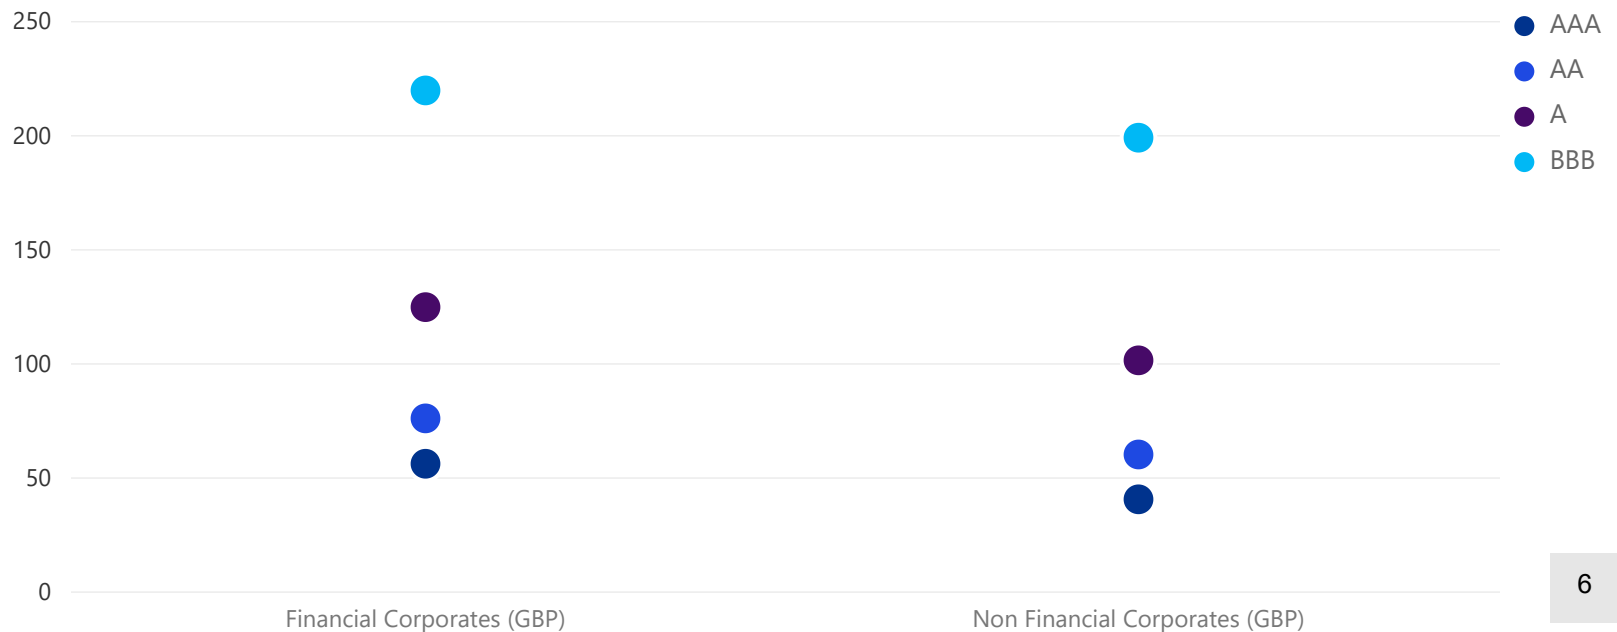 250
200
150
100
50
0
Financial Corporates (GBP)
Non Financial Corporates (GBP)
AAA
AA
A
BBB
6